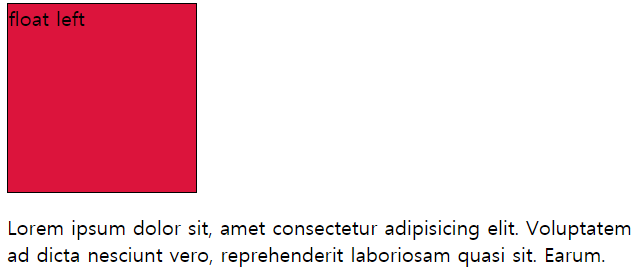 float left
Lorem ipsum dolor sit, amet consectetur adipisicing elit. Voluptatem
ad dicta nesciunt vero, reprehenderit laboriosam quasi sit. Earum.